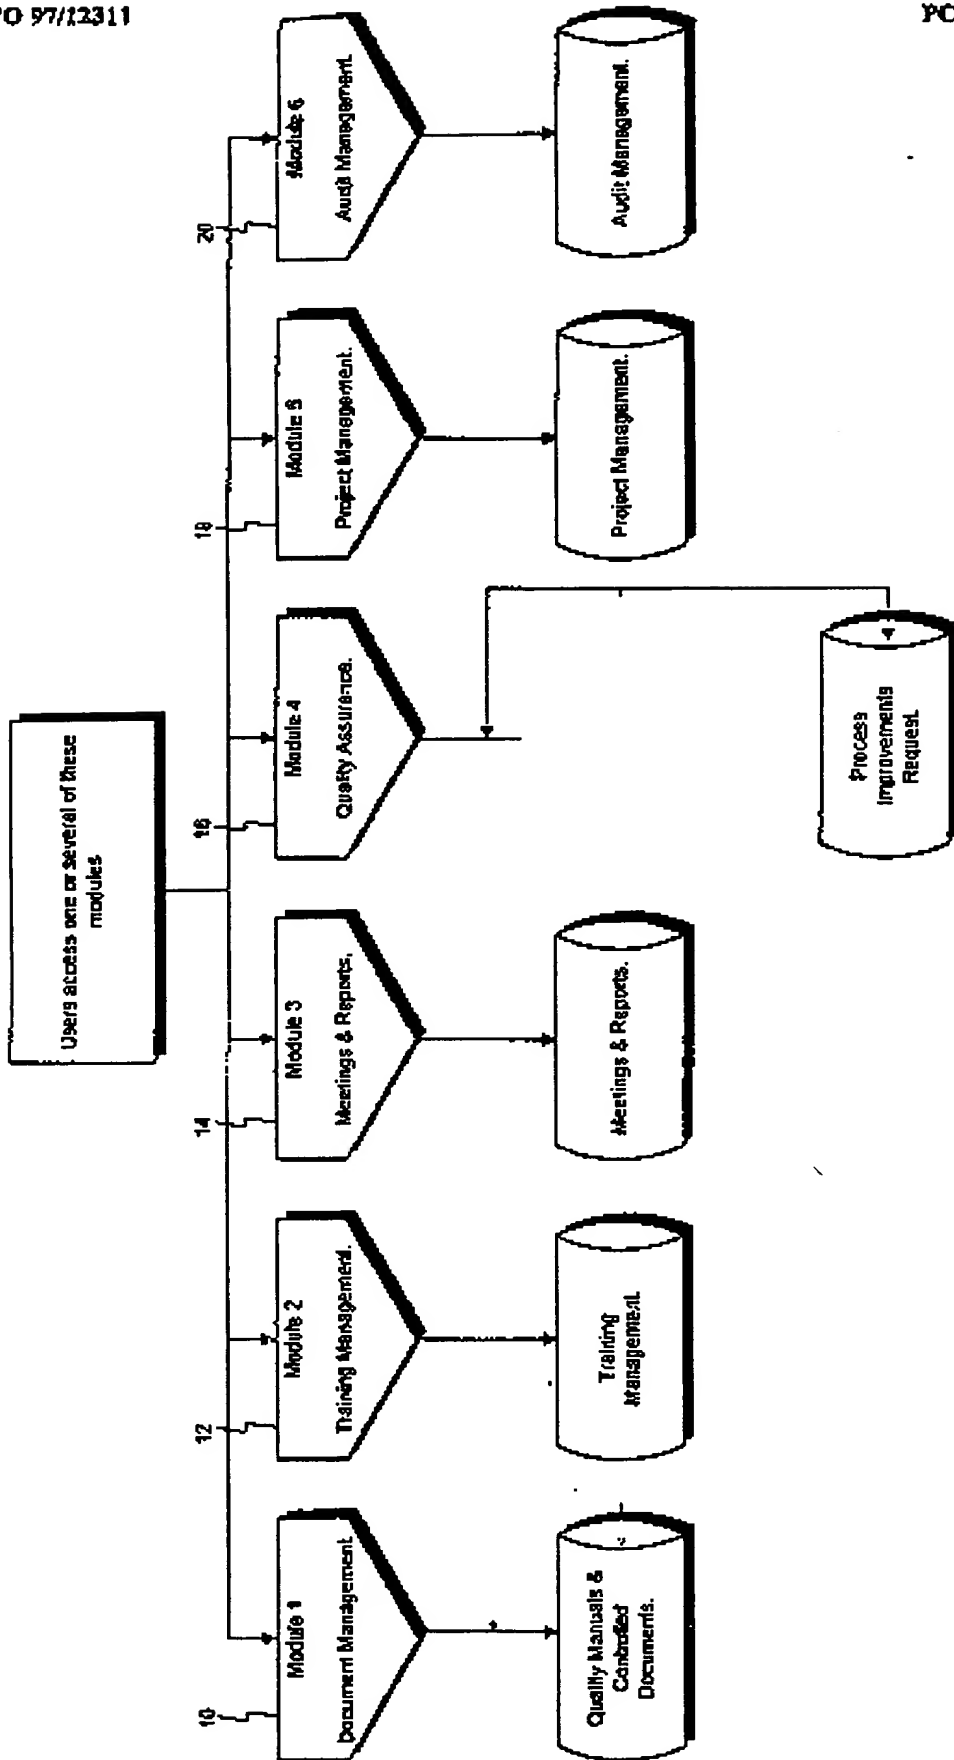 O 97/12311
PC
Users access one or several of these
modules
10
Module 1
Document Management.
12
Module 2
Training Management.
14
Module 3
Meetings & Reports.
16
Module 4
Quality Assurance.
18
Module 5
Project Management.
20
Module 6
Audit Management.
Quality Manuals &
Controlled
Documents.
Training
Management.
Meetings & Reports.
Process
Improvements
Request.
Project Management.
Audit Management.